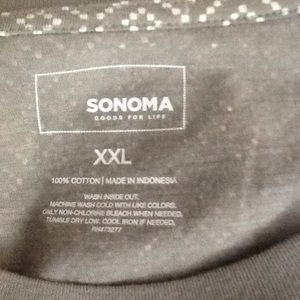 SONOMA
GOODS FOR LIFE
XXL
100% COTTON | MADE IN INDONESIA
WASH INSIDE OUT.
MACHINE WASH COLD WITH LIKE COLORS.
ONLY NON-CHLORINE BLEACH WHEN NEEDED.
TUMBLE DRY LOW. COOL IRON IF NEEDED.
RH473277